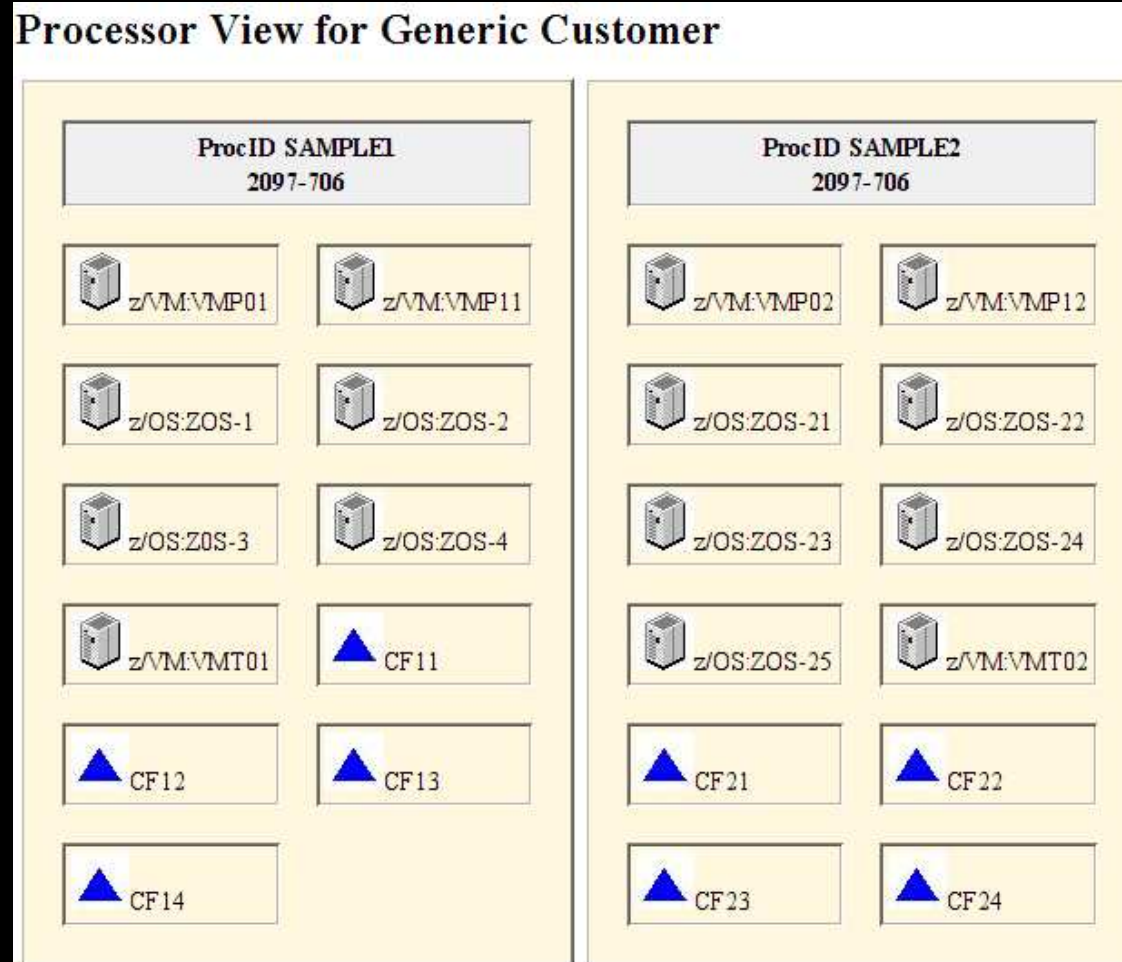 Processor View for Generic Customer
ProcID SAMPLE1
2097-706
z/VM:VMP01
z/VM:VMP11
z/OS:ZOS-1
z/OS:ZOS-2
z/OS:Z0S-3
z/OS:ZOS-4
z/VM:VMT01
CF11
CF12
CF13
CF14
ProcID SAMPLE2
2097-706
z/VM:VMP02
z/VM:VMP12
z/OS:ZOS-21
z/OS:ZOS-22
z/OS:ZOS-23
z/OS:ZOS-24
z/OS:ZOS-25
z/VM:VMT02
CF21
CF22
CF23
CF24